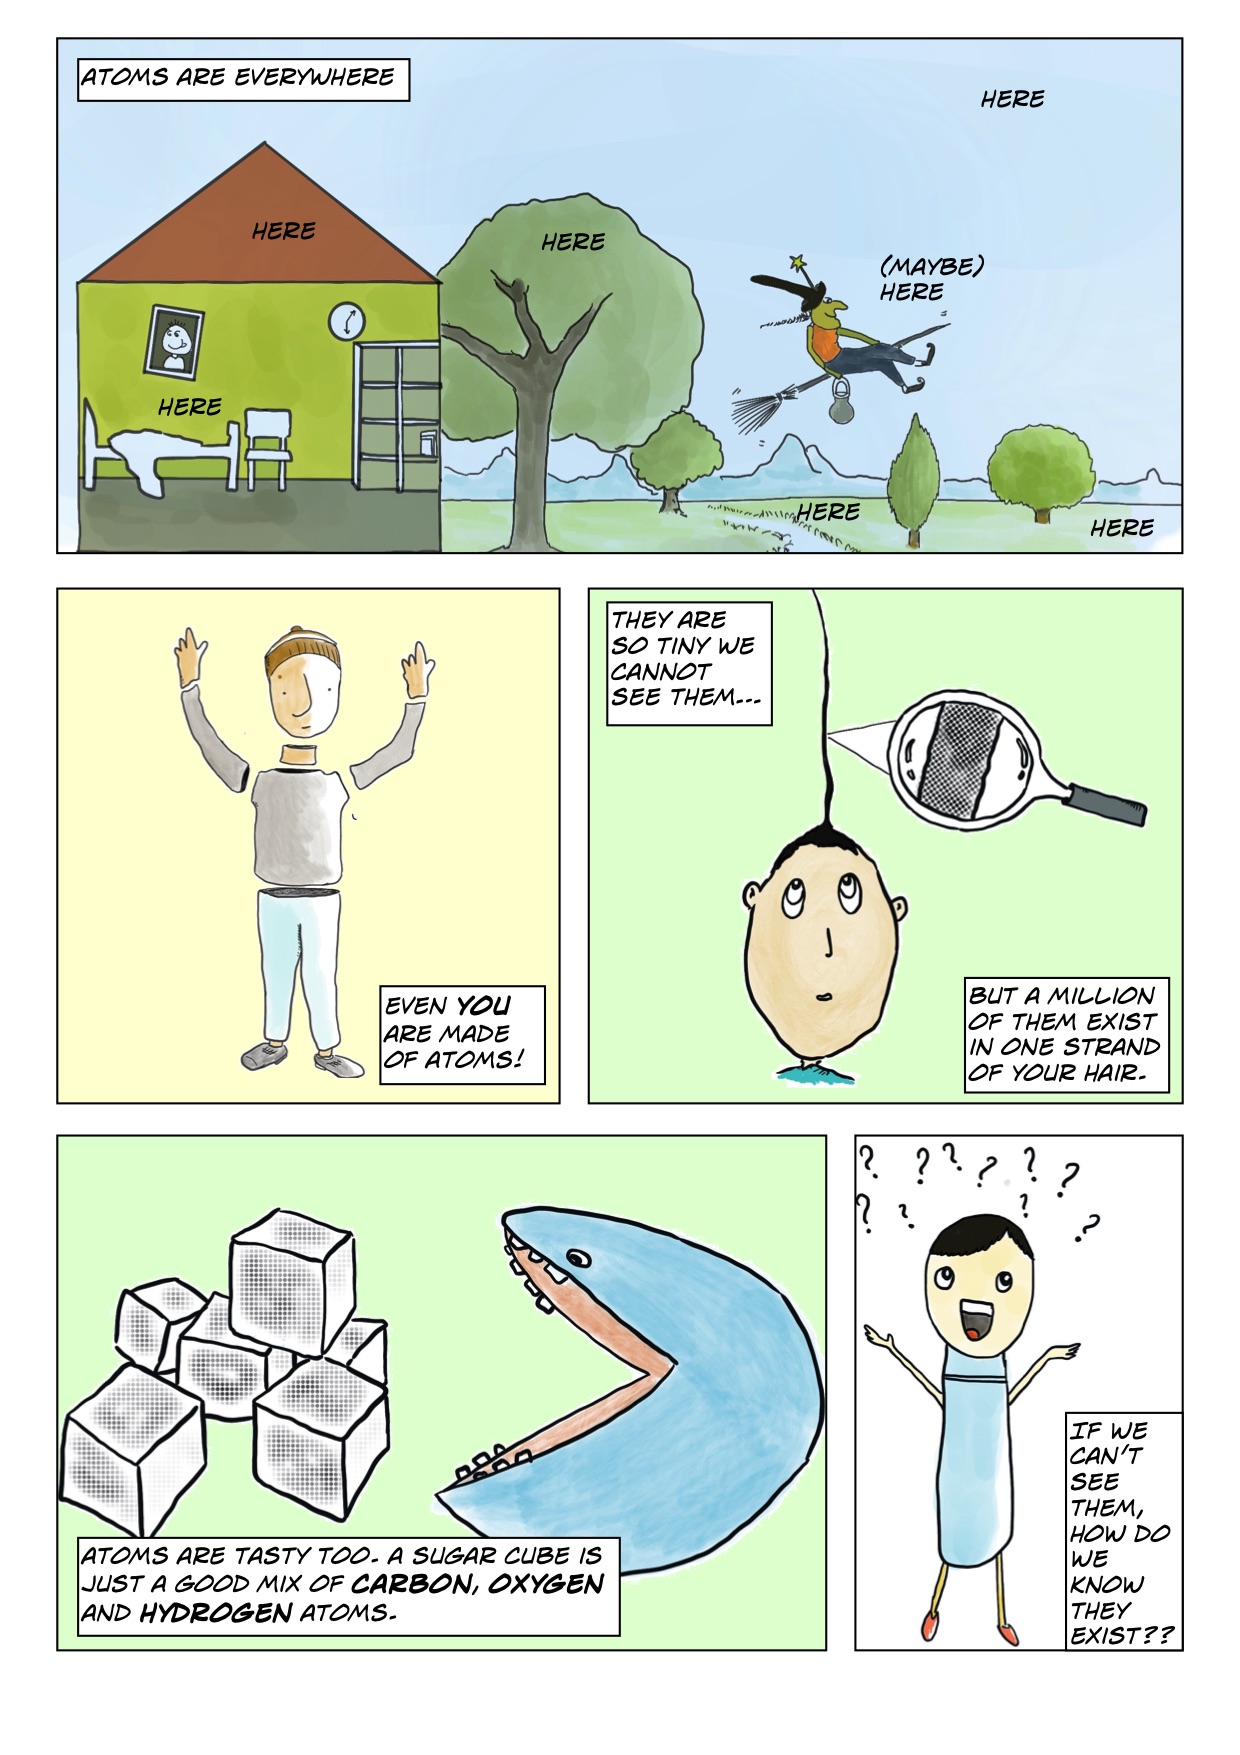 ATOMS ARE EVERYWHERE
HERE
HERE
HERE
(MAYBE)
HERE
HERE
HERE
HERE
EVEN YOU
ARE MADE
OF ATOMS!
THEY ARE
SO TINY WE
CANNOT
SEE THEM...
BUT A MILLION
OF THEM EXIST
IN ONE STRAND
OF YOUR HAIR.
ATOMS ARE TASTY TOO. A SUGAR CUBE IS
JUST A GOOD MIX OF CARBON, OXYGEN
AND HYDROGEN ATOMS.
? ? ? ? ? ?
? ? ? ?
IF WE
CAN'T
SEE
THEM,
HOW DO
WE
KNOW
THEY
EXIST??